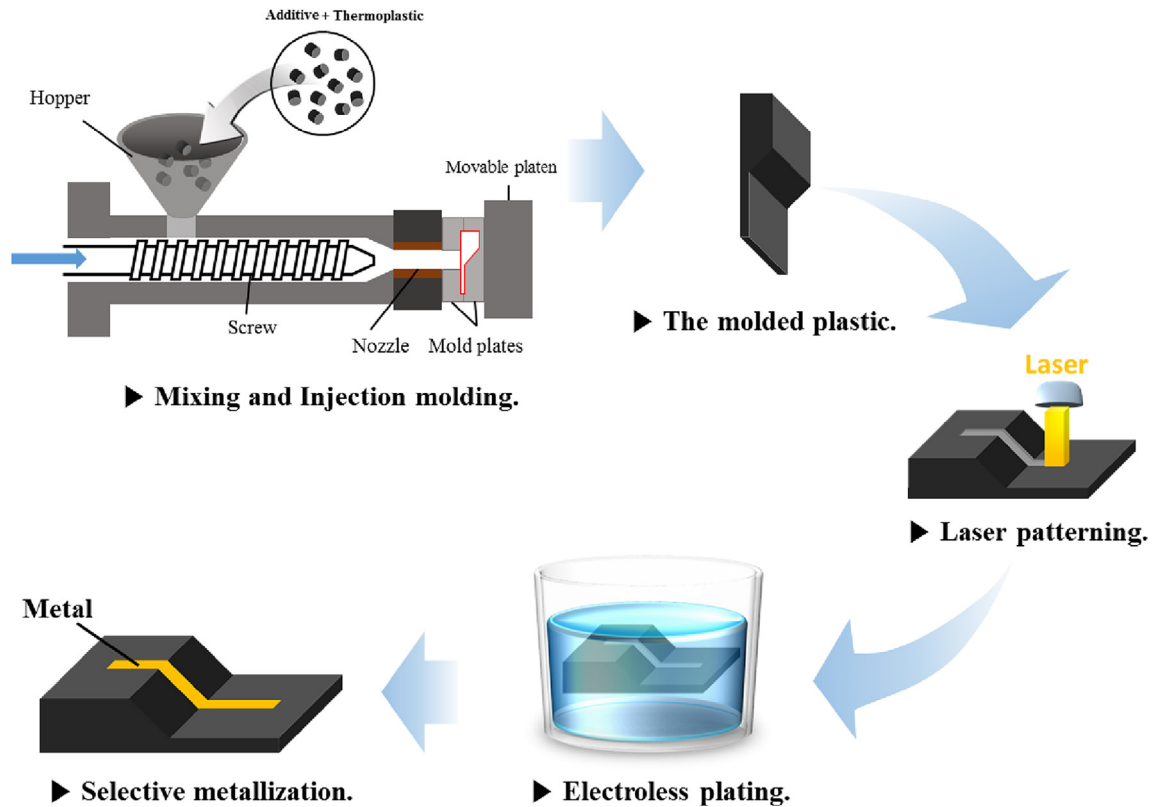 Additive + Thermoplastic
Hopper
Movable platen
Screw
Nozzle
Mold plates
▶ Mixing and Injection molding.
▶ The molded plastic.
Laser
▶ Laser patterning.
▶ Electroless plating.
Metal
▶ Selective metallization.